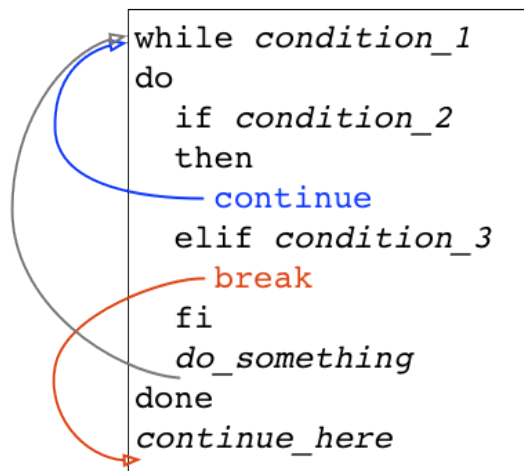 while condition_1
do
if condition_2
then
continue
elif condition_3
break
fi
do_something
done
continue_here